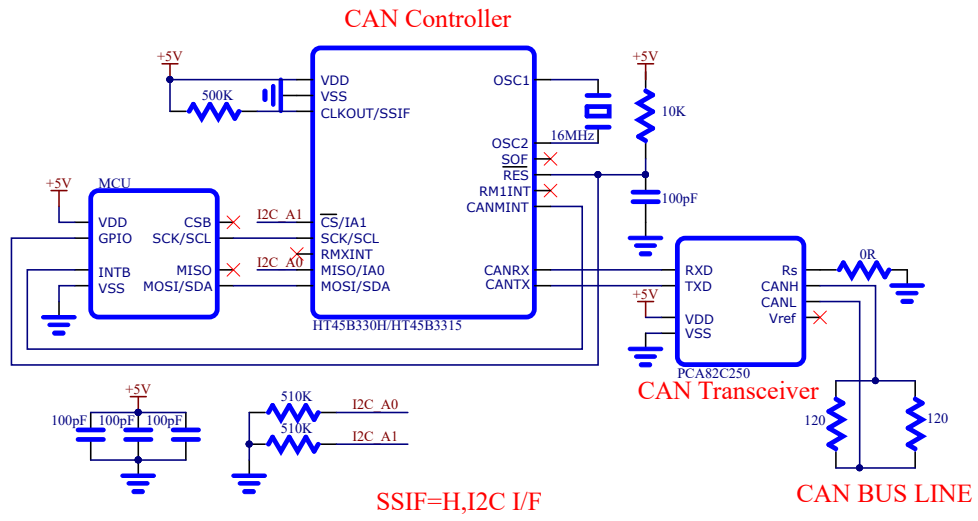 CAN Controller
+5V
500K
VDD
VSS
CLKOUT/SSIF
OSC1
OSC2
16MHz
SOF
RES
RM1INT
CANMINT
+5V
10K
100pF
+5V
MCU
VDD
GPIO
INTB
VSS
CSB
SCK/SCL
MISO
MOSI/SDA
I2C_A1
I2C_A0
CS/IA1
SCK/SCL
RMXINT
MISO/IA0
MOSI/SDA
CANRX
CANTX
HT45B330H/HT45B3315
+5V
RXD
TXD
VDD
VSS
Rs
CANH
CANL
Vref
0R
PCA82C250
CAN Transceiver
+5V
100pF
100pF
100pF
510K
I2C_A0
510K
I2C_A1
120
120
SSIF=H,I2C I/F
CAN BUS LINE